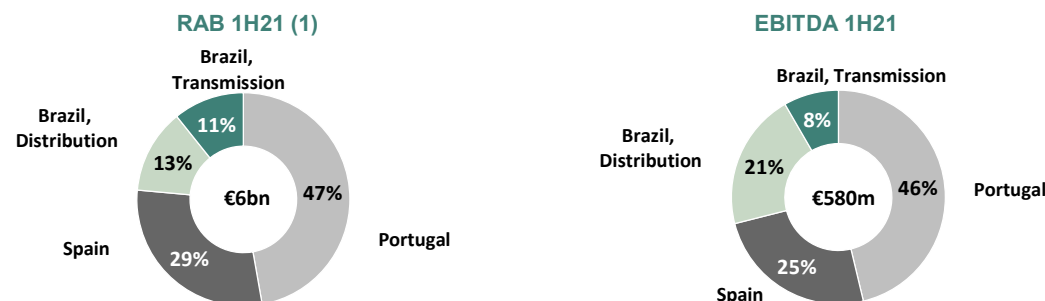 RAB 1H21 (1)
Brazil,
Transmission
11%
Brazil,
Distribution
13%
€6bn
47%
Spain
29%
Portugal
EBITDA 1H21
Brazil, Transmission
8%
Brazil,
Distribution
21%
€580m
46%
Portugal
25%
Spain